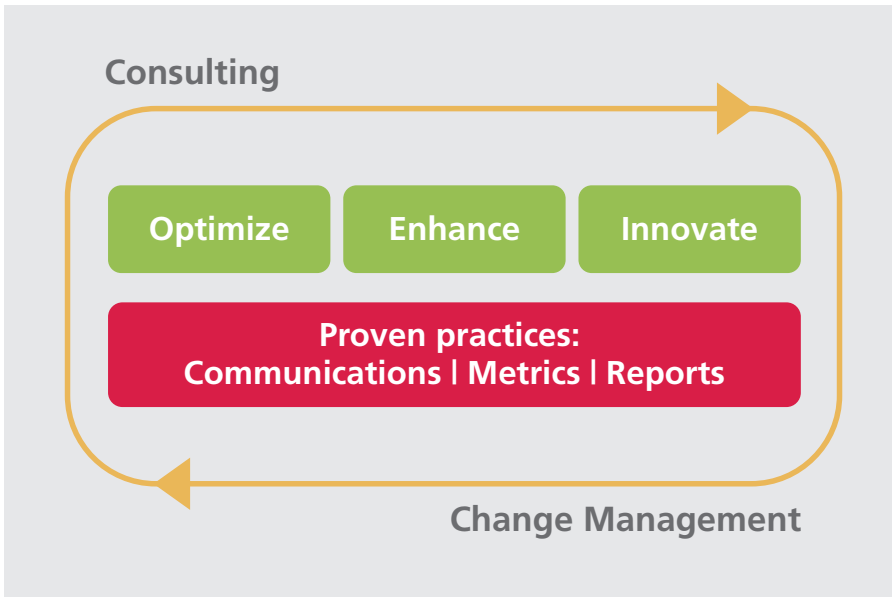 Consulting
Optimize
Enhance
Innovate
Proven practices:
Communications | Metrics | Reports
Change Management